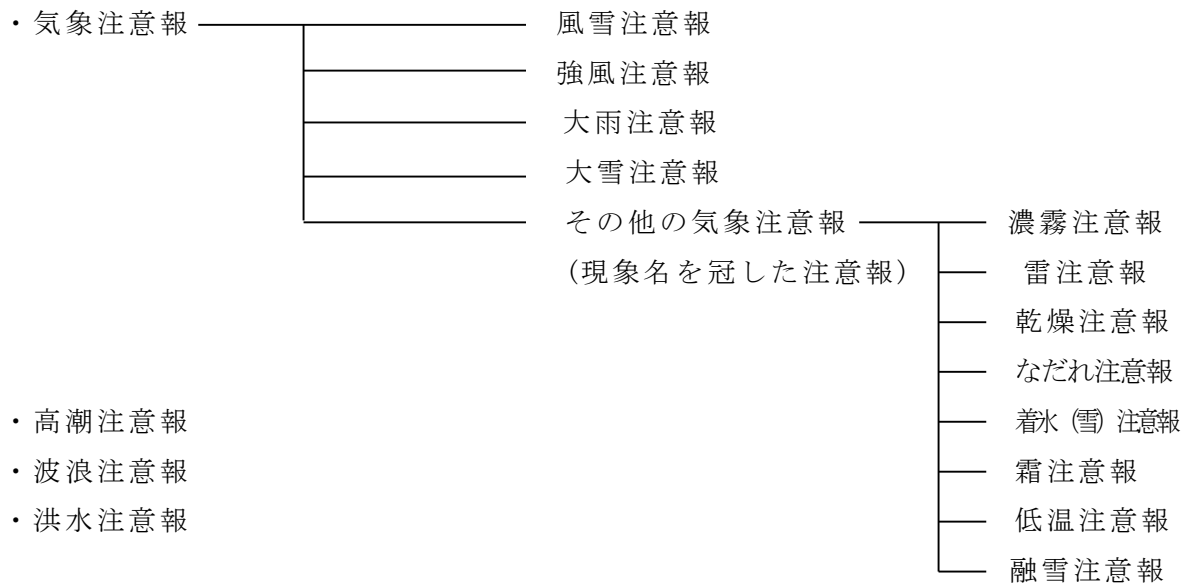 ・気象注意報
風雪注意報
強風注意報
大雨注意報
大雪注意報
その他の気象注意報
(現象名を冠した注意報)
濃霧注意報
雷注意報
乾燥注意報
なだれ注意報
着氷(雪)注意報
霜注意報
低温注意報
融雪注意報
・高潮注意報
・波浪注意報
・洪水注意報